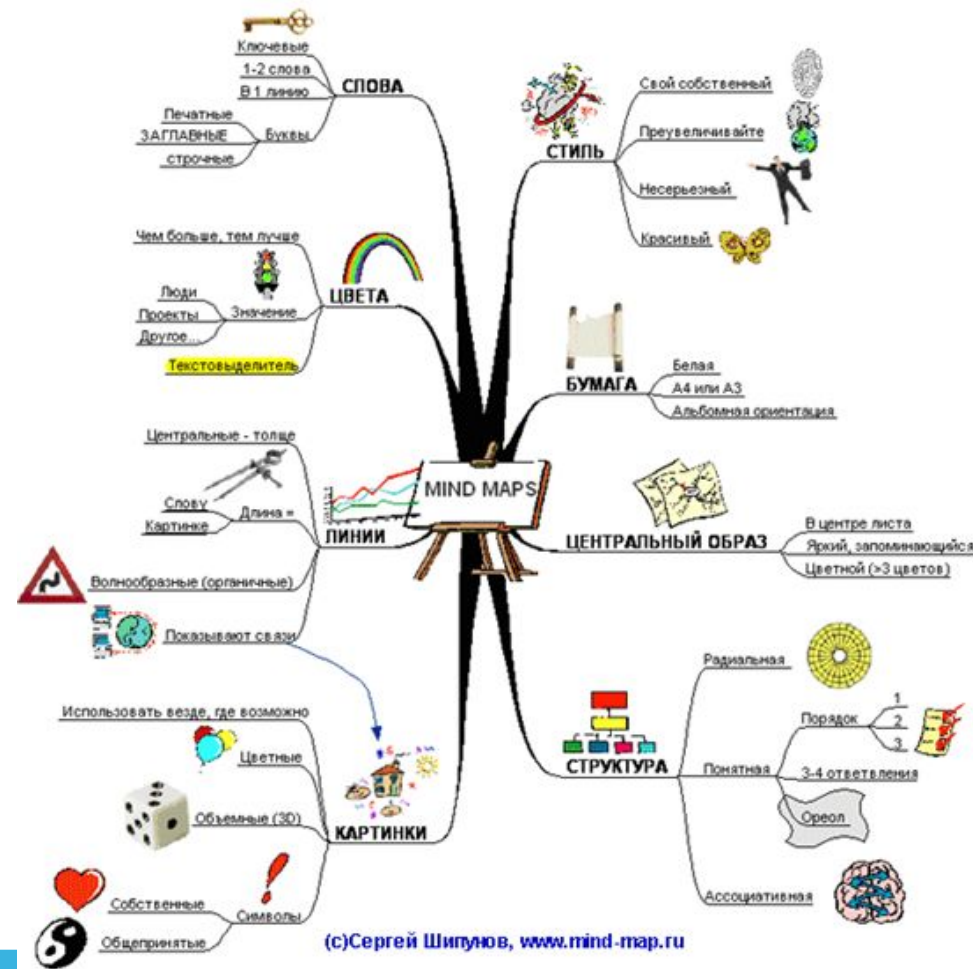 Ключевые
1-2 слова
В 1 линию
СЛОВА
Печатные
ЗАГЛАВНЫЕ
строчные
Буквы
Чем больше, тем лучше
ЦВЕТА
Люди
Проекты
Другое...
Значение
Текстовыделитель
Центральные - толще
Слову
Картинке
Длина =
ЛИНИИ
Волнообразные (органичные)
Показывают связи
Использовать везде, где возможно
Цветные
Объемные (3D)
КАРТИНКИ
Собственные
Общепринятые
Символы
MIND MAPS
СТИЛЬ
Свой собственный
Преувеличивайте
Несерьезный
Красивый
БУМАГА
Белая
А4 или А3
Альбомная ориентация
ЦЕНТРАЛЬНЫЙ ОБРАЗ
В центре листа
Яркий, запоминающийся
Цветной (>3 цветов)
СТРУКТУРА
Радиальная
Понятная
Порядок
1
2
3
3-4 ответвления
Ореол
Ассоциативная
(c)Сергей Шипунов, www.mind-map.ru